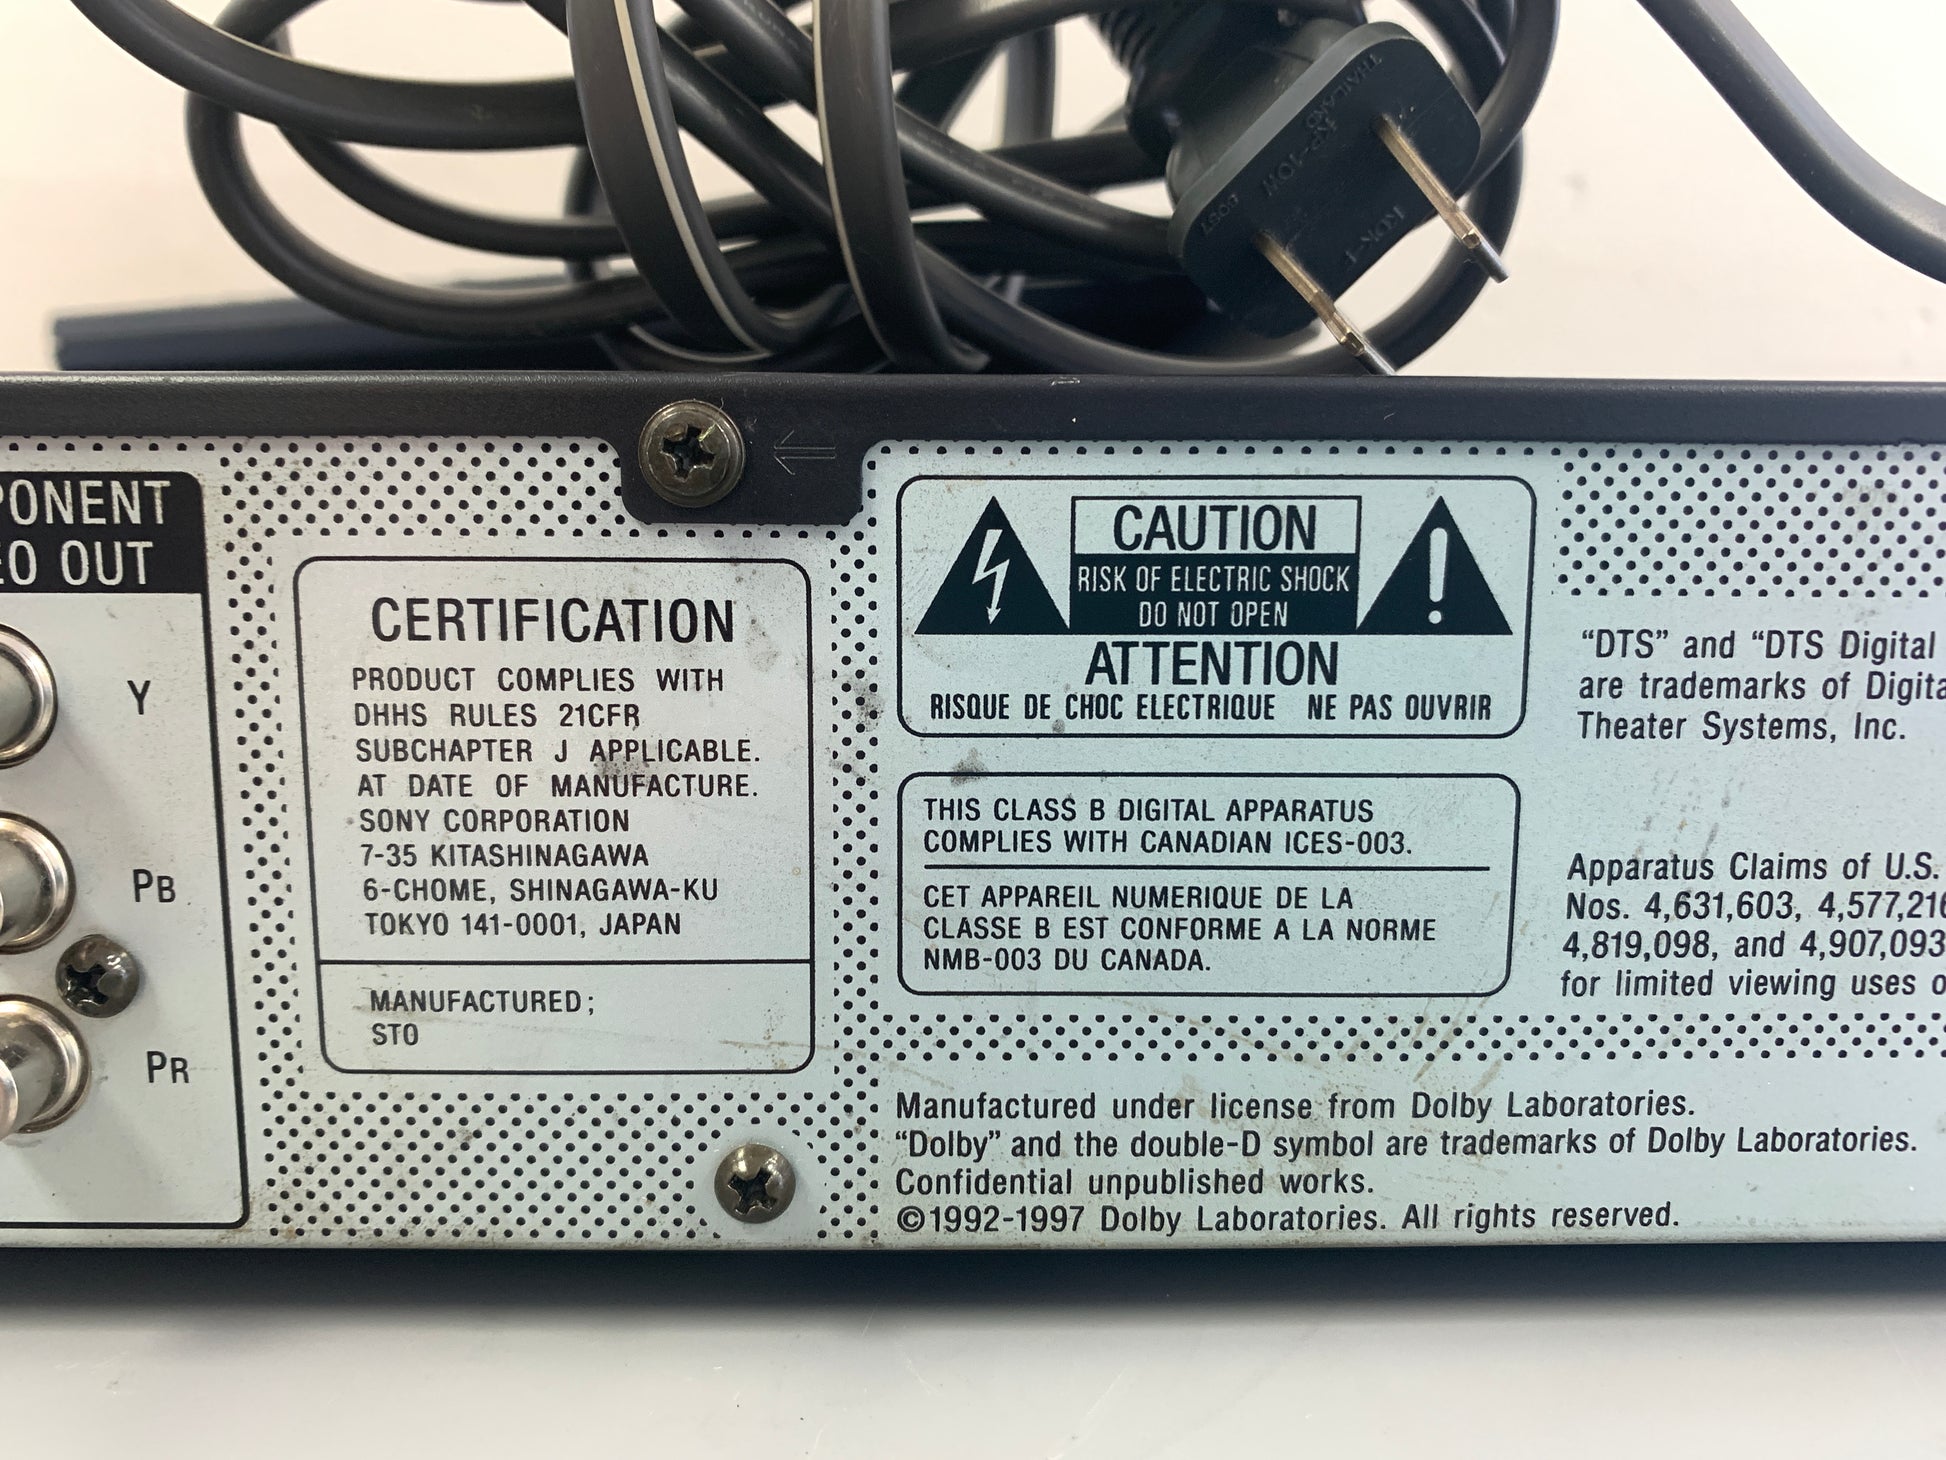 THAILAND
KP-10W
KDK-1
PONENT
EO OUT
Y
PB
PR
CERTIFICATION
PRODUCT COMPLIES WITH
DHHS RULES 21CFR
SUBCHAPTER J APPLICABLE.
AT DATE OF MANUFACTURE.
SONY CORPORATION
7-35 KITASHINAGAWA
6-CHOME, SHINAGAWA-KU
TOKYO 141-0001, JAPAN
MANUFACTURED;
STO
CAUTION
RISK OF ELECTRIC SHOCK
DO NOT OPEN
ATTENTION
RISQUE DE CHOC ELECTRIQUE NE PAS OUVRIR
THIS CLASS B DIGITAL APPARATUS
COMPLIES WITH CANADIAN ICES-003.
CET APPAREIL NUMERIQUE DE LA
CLASSE B EST CONFORME A LA NORME
NMB-003 DU CANADA.
Manufactured under license from Dolby Laboratories.
“Dolby” and the double-D symbol are trademarks of Dolby Laboratories.
Confidential unpublished works.
©1992-1997 Dolby Laboratories. All rights reserved.
“DTS” and “DTS Digital
are trademarks of Digita
Theater Systems, Inc.
Apparatus Claims of U.S.
Nos. 4,631,603, 4,577,216
4,819,098, and 4,907,093
for limited viewing uses o